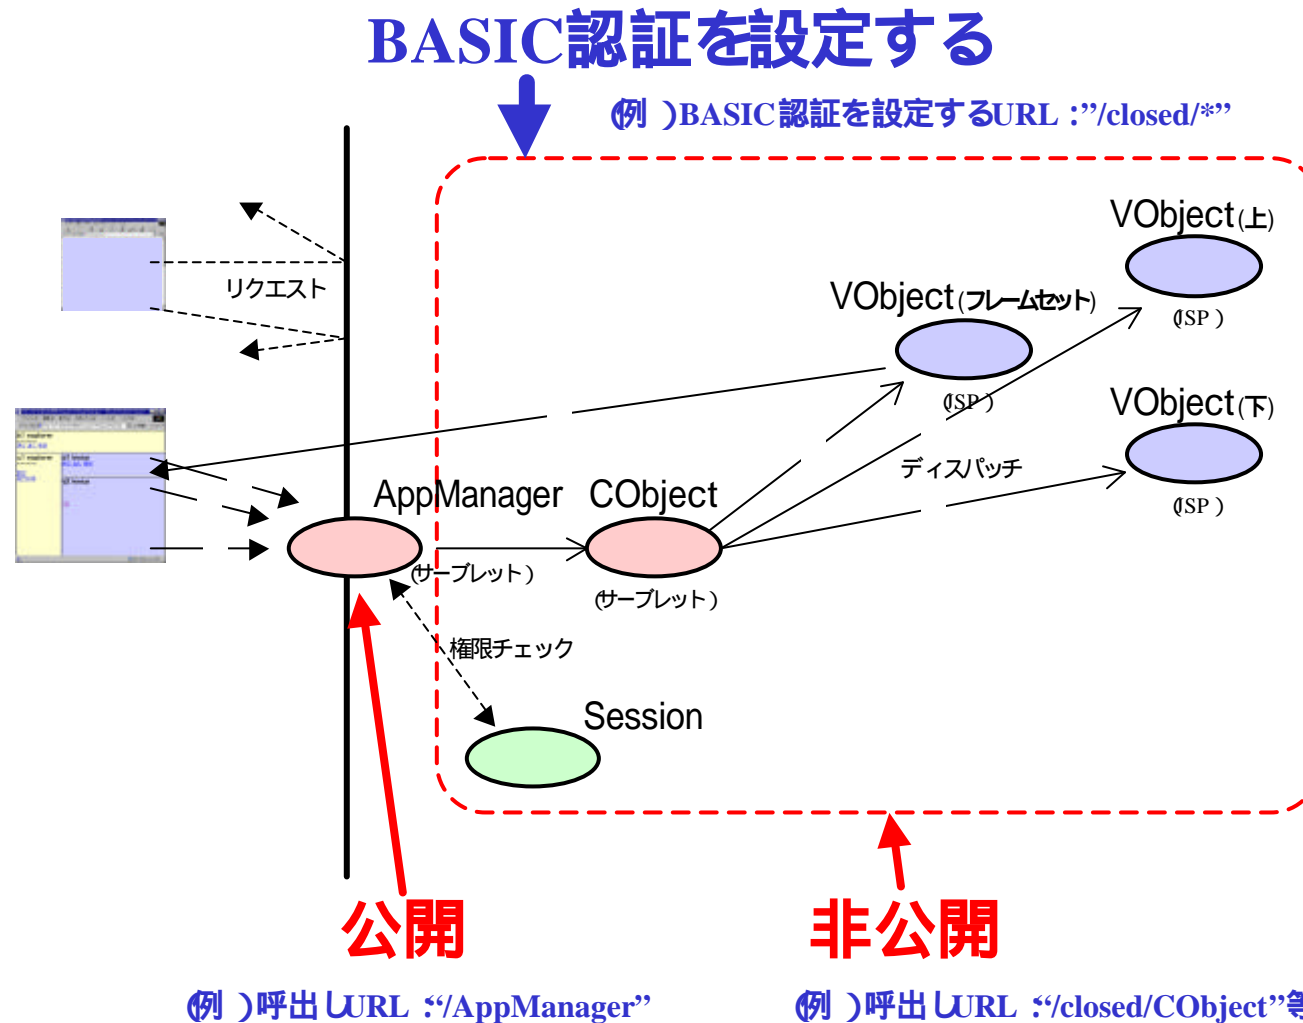 BASIC認証を設定する
(例)BASIC認証を設定するURL:”/closed/*”
VObject(上)
(JSP)
リクエスト
VObject(フレームセット)
(JSP)
VObject(下)
(JSP)
ディスパッチ
AppManager
(サーブレット)
CObject
(サーブレット)
権限チェック
Session
公開
非公開
(例)呼出しURL:“/AppManager”
(例)呼出しURL:“/closed/CObject”等